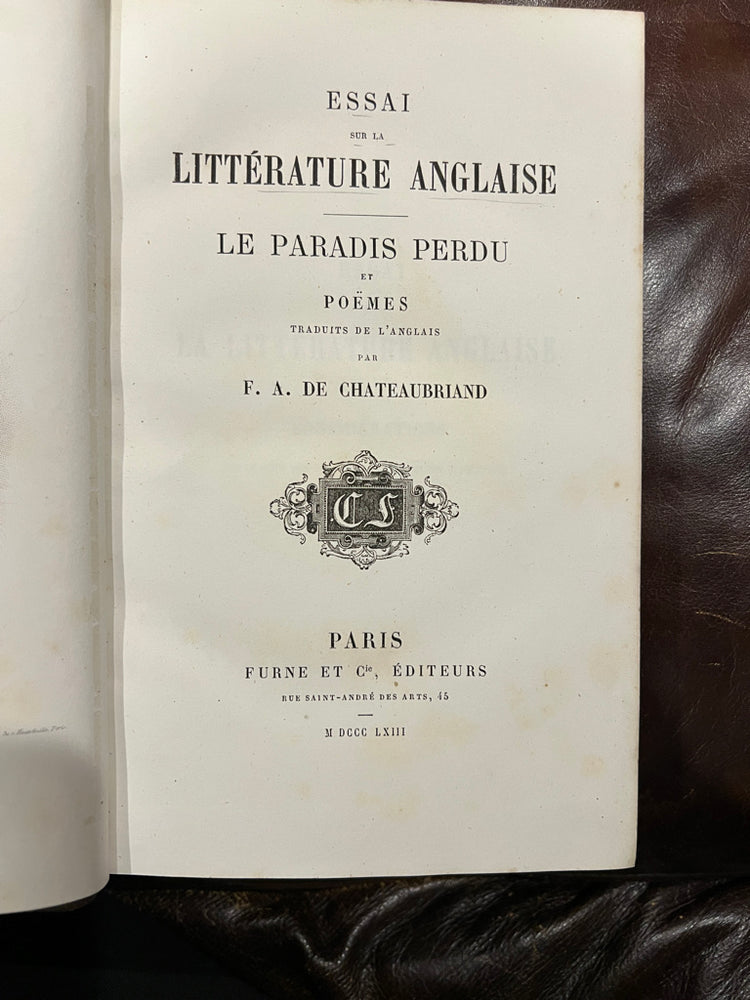 ESSAI
SUR LA
LITTÉRATURE ANGLAISE
LE PARADIS PERDU
ET
POËMES
TRADUITS DE L'ANGLAIS
PAR
F. A. DE CHATEAUBRIAND
CF
PARIS
FURNE ET Cie, ÉDITEURS
RUE SAINT-ANDRÉ DES ARTS, 45
M DCCC LXIII